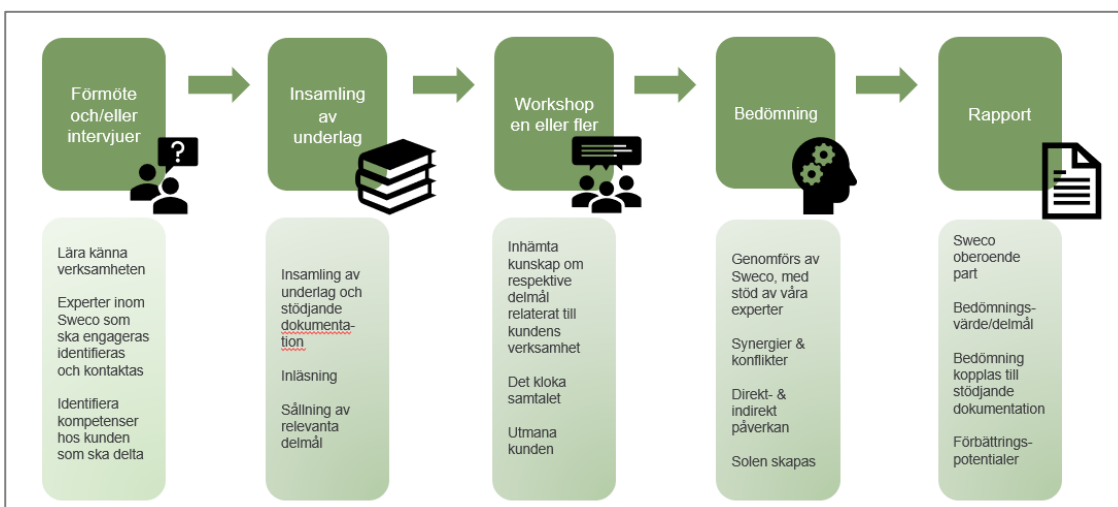 Förmöte
och/eller
intervjuer
?
Insamling
av
underlag
Workshop
en eller fler
Bedömning
Rapport
Lära känna
verksamheten
Experter inom
Sweco som
ska engageras
identifieras
och kontaktas
Identifiera
kompetenser
hos kunden
som ska delta
Insamling av
underlag och
stödjande
dokumenta-
tion
Inläsning
Sållning av
relevanta
delmål
Inhämta
kunskap om
respektive
delmål
relaterat till
kundens
verksamhet
Det kloka
samtalet
Utmana
kunden
Genomförs av
Sweco, med
stöd av våra
experter
Synergier &
konflikter
Direkt- &
indirekt
påverkan
Solen skapas
Sweco
oberoende
part
Bedömnings-
värde/delmål
Bedömning
kopplas till
stödjande
dokumentation
Förbättrings-
potentialer